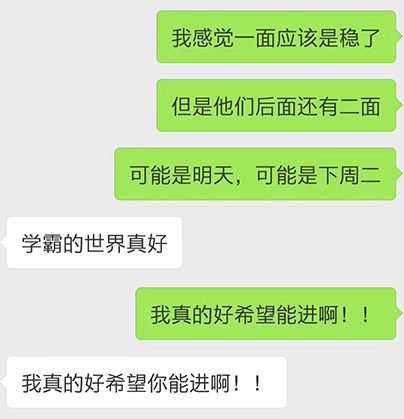 我感觉一面应该是稳了
但是他们后面还有二面
可能是明天，可能是下周二
学霸的世界真好
我真的好希望能进啊！！
我真的好希望你能进啊！！